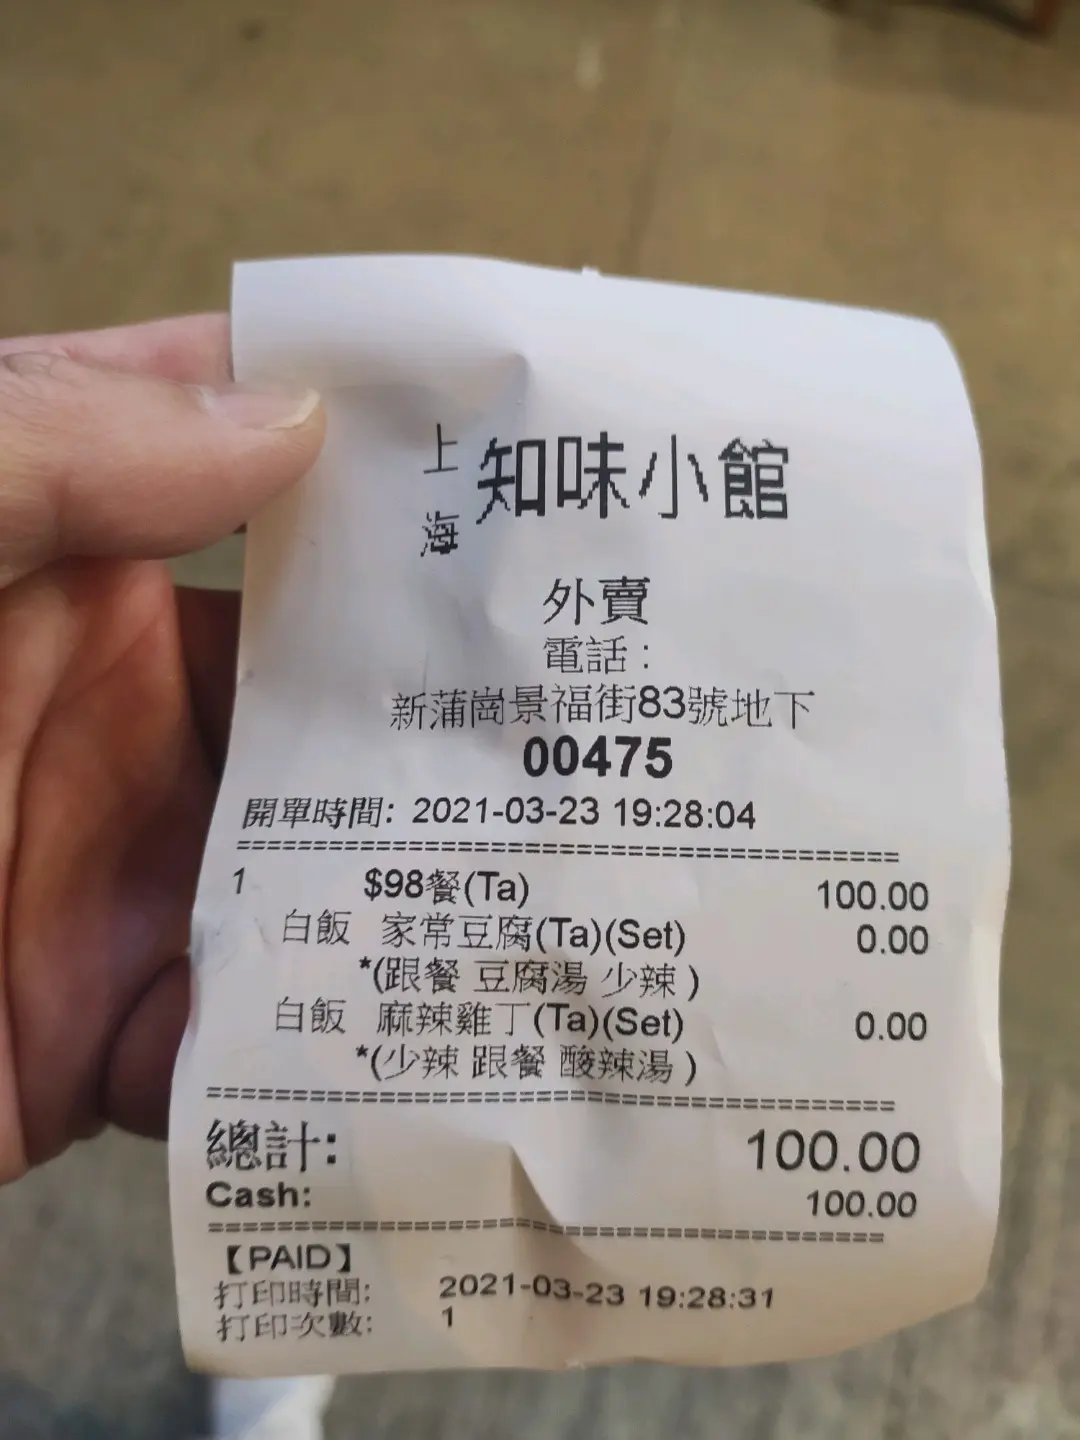 上海 知味小館
外賣
電話 :
新蒲崗景福街83號地下
00475
開單時間: 2021-03-23 19:28:04
=======================================
1 $98餐(Ta) 100.00
白飯 家常豆腐(Ta)(Set) 0.00
*(跟餐 豆腐湯 少辣 )
白飯 麻辣雞丁(Ta)(Set) 0.00
*(少辣 跟餐 酸辣湯 )
=======================================
總計: 100.00
Cash: 100.00
=======================================
【PAID】
打印時間: 2021-03-23 19:28:31
打印次數: 1